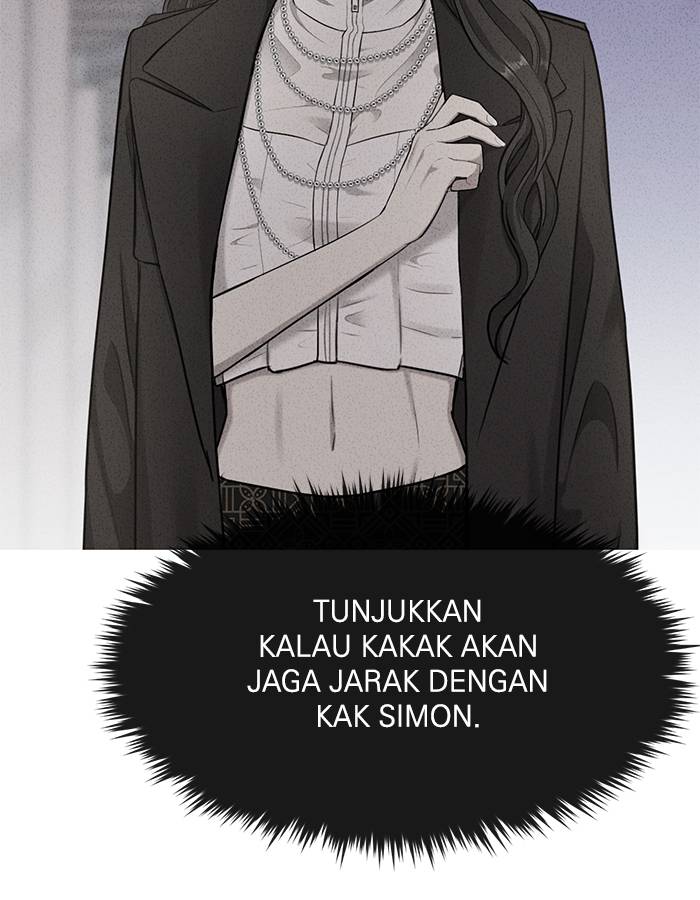 TUNJUKKAN
KALAU KAKAK AKAN
JAGA JARAK DENGAN
KAK SIMON.